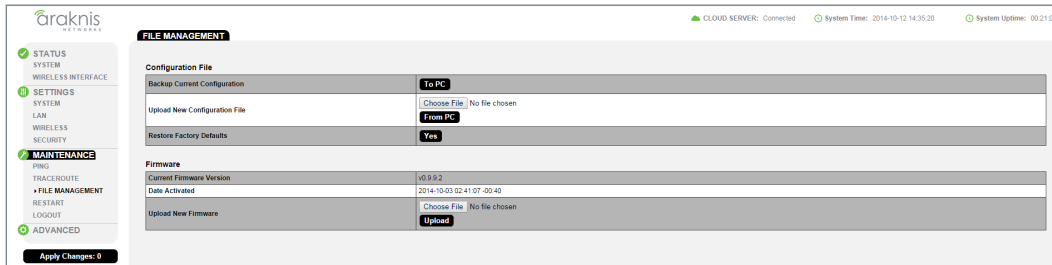 araknis
NETWORKS
CLOUD SERVER: Connected
System Time: 2014-10-12 14:35:20
System Uptime: 00:21:0
FILE MANAGEMENT
STATUS
SYSTEM
WIRELESS INTERFACE
SETTINGS
SYSTEM
LAN
WIRELESS
SECURITY
MAINTENANCE
PING
TRACEROUTE
FILE MANAGEMENT
RESTART
LOGOUT
ADVANCED
Apply Changes: 0
Configuration File
Backup Current Configuration To PC
Upload New Configuration File Choose File No file chosen
From PC
Restore Factory Defaults Yes
Firmware
Current Firmware Version v0.9.9.2
Date Activated 2014-10-03 02:41:07 -00:40
Upload New Firmware Choose File No file chosen
Upload